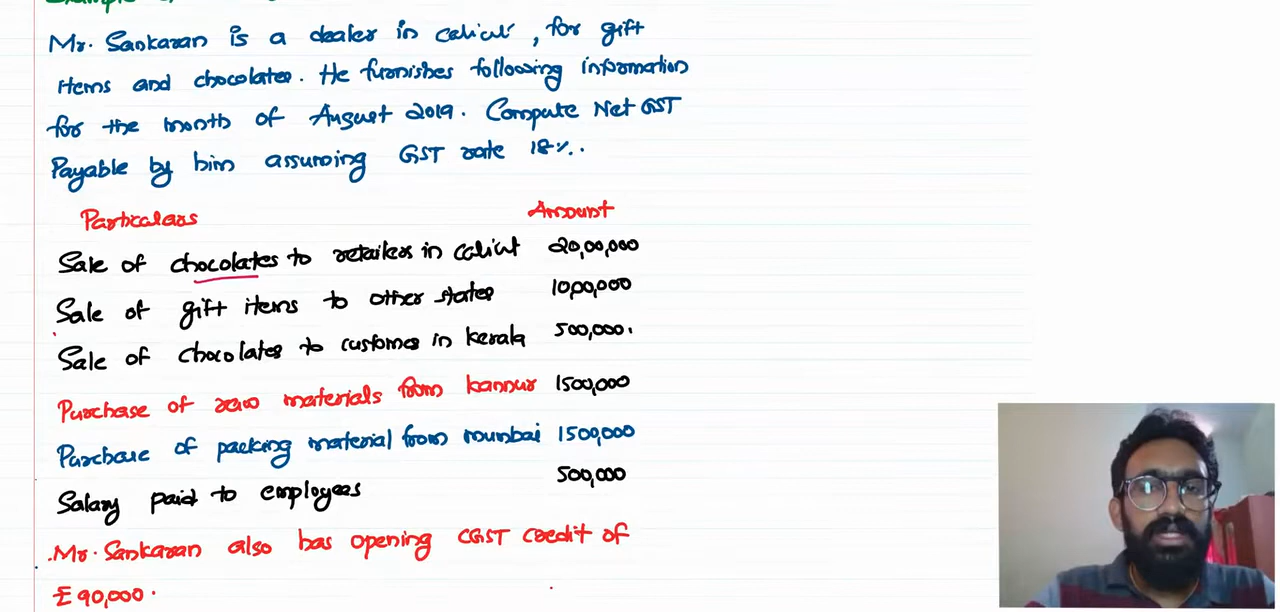 Mr. Sankaran is a dealer in calicut, for gift
items and chocolates. He furnishes following information
for the month of August 2019. Compute Net GST
Payable by him assuming GST rate 18%.
Particulars Amount
Sale of chocolates to retailers in calicut 20,00,000
Sale of gift items to other states 10,00,000
Sale of chocolates to customes in kerala 500,000.
Purchase of raw materials from kannur 1500,000
Purchase of packing material from mumbai 1500,000
Salary paid to employees 500,000
Mr. Sankaran also has opening CGST credit of
₹ 90,000.